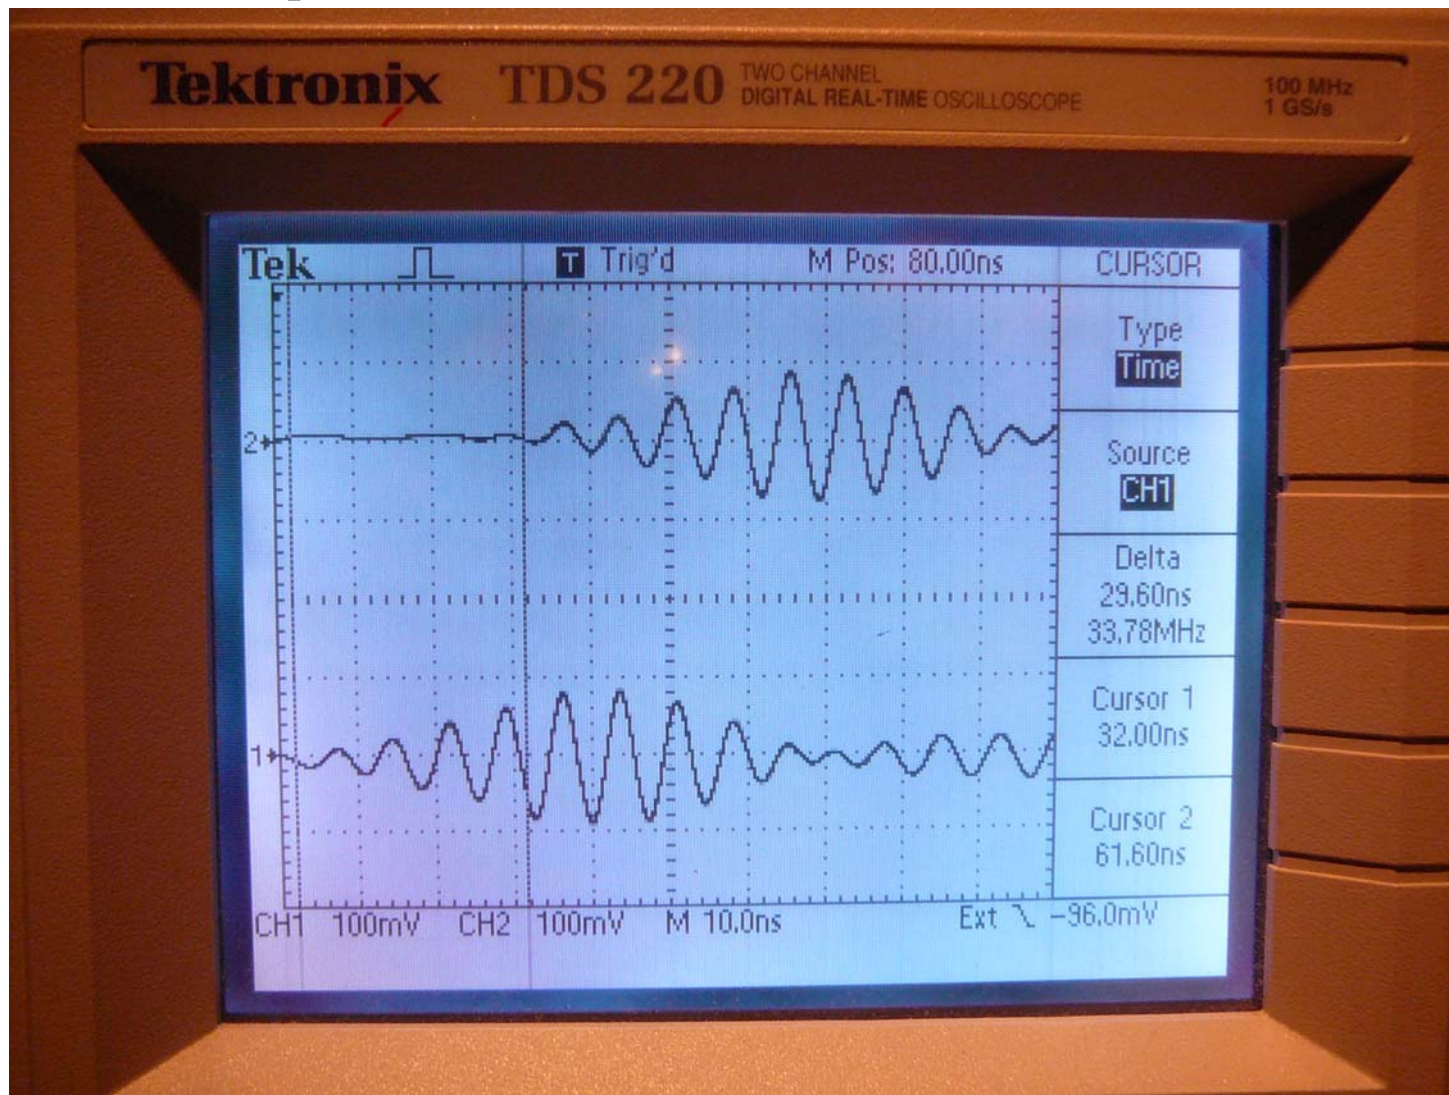 Tektronix TDS 220 TWO CHANNEL
DIGITAL REAL-TIME OSCILLOSCOPE
100 MHz
1 GS/s
Tek T Trig'd M Pos: 80.00ns CURSOR
Type
Time
Source
CH1
Delta
29.60ns
33.78MHz
Cursor 1
32.00ns
Cursor 2
61.60ns
2
1
CH1 100mV CH2 100mV M 10.0ns Ext -96.0mV